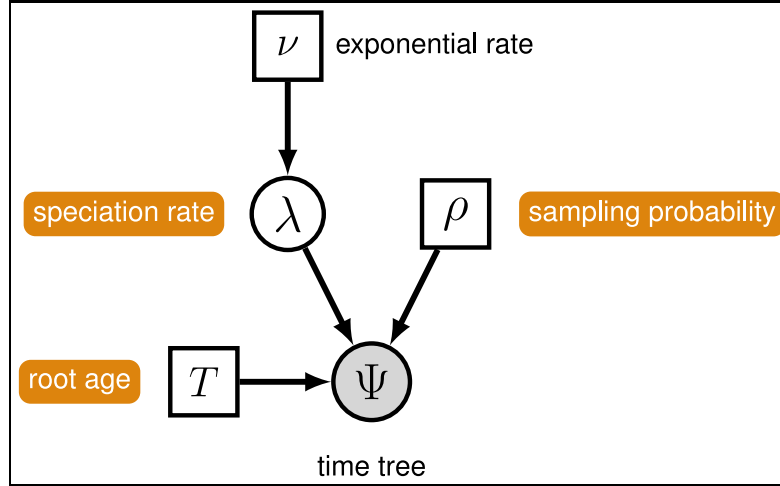 ν exponential rate
speciation rate λ ρ sampling probability
root age T Ψ
time tree